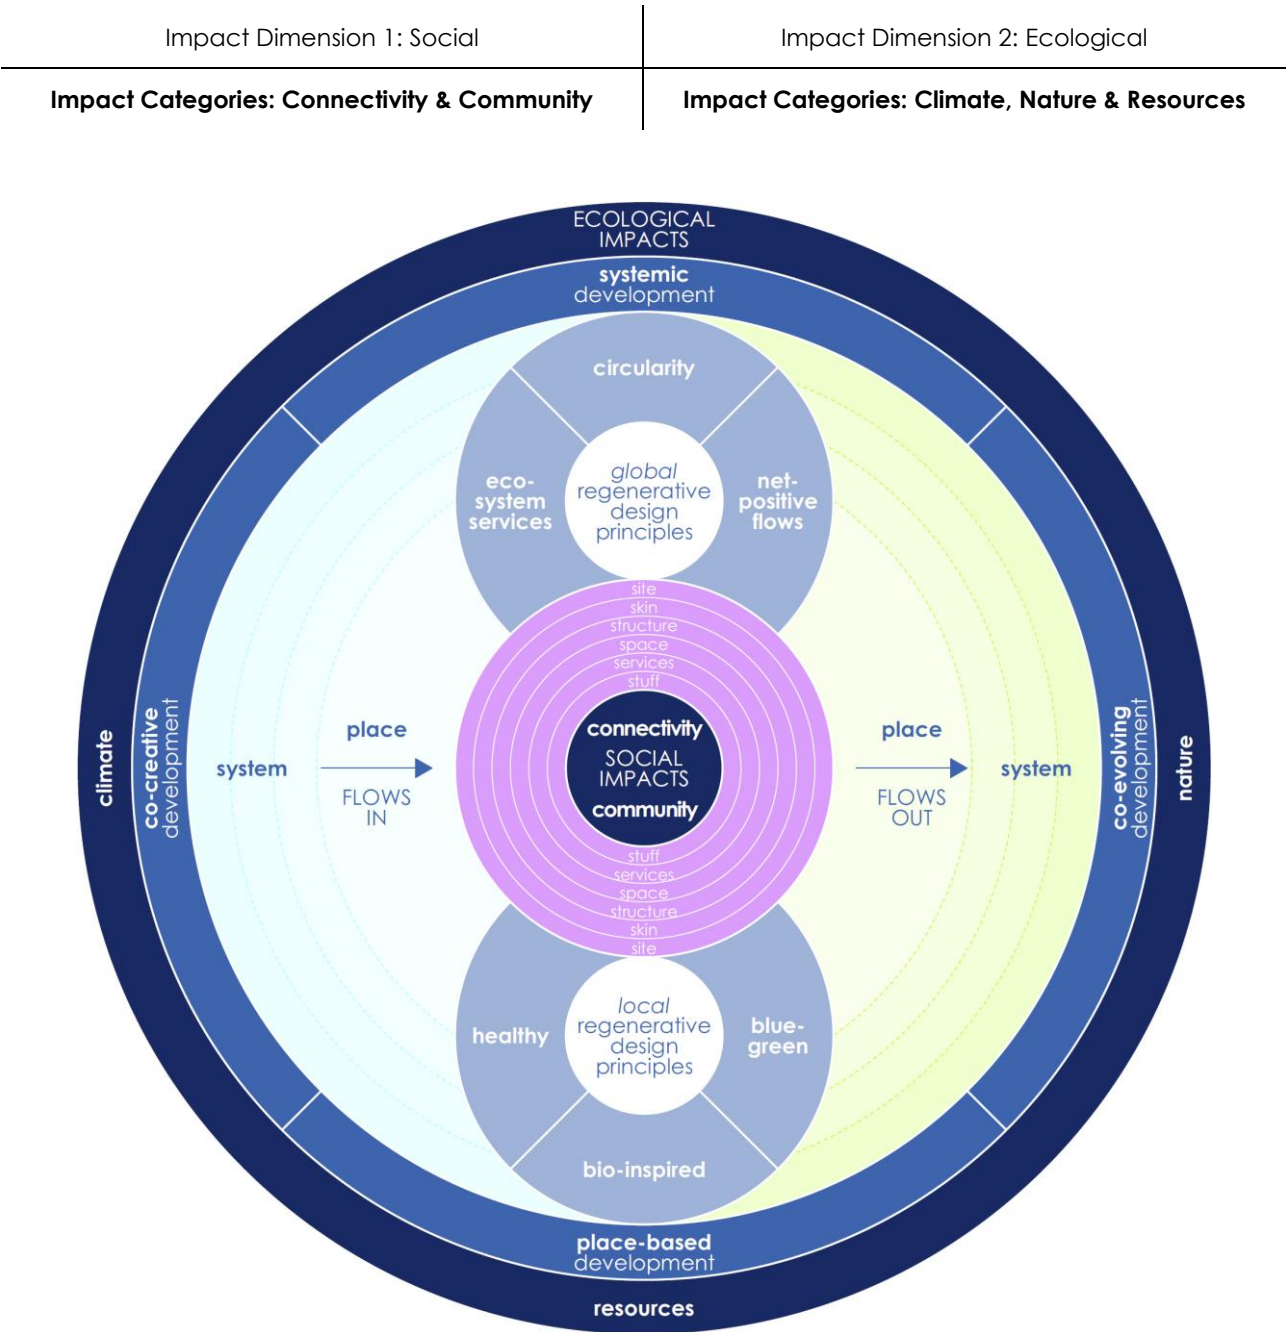 Impact Dimension 1: Social
Impact Dimension 2: Ecological
Impact Categories: Connectivity & Community
Impact Categories: Climate, Nature & Resources
ECOLOGICAL
IMPACTS
systemic
development
circularity
eco-
system
services
global
regenerative
design
principles
net-
positive
flows
site
skin
structure
space
services
stuff
climate
co-creative
development
system
place
FLOWS
IN
connectivity
SOCIAL
IMPACTS
community
place
FLOWS
OUT
system
co-evolving
development
nature
stuff
services
space
structure
skin
site
healthy
local
regenerative
design
principles
blue-
green
bio-inspired
place-based
development
resources